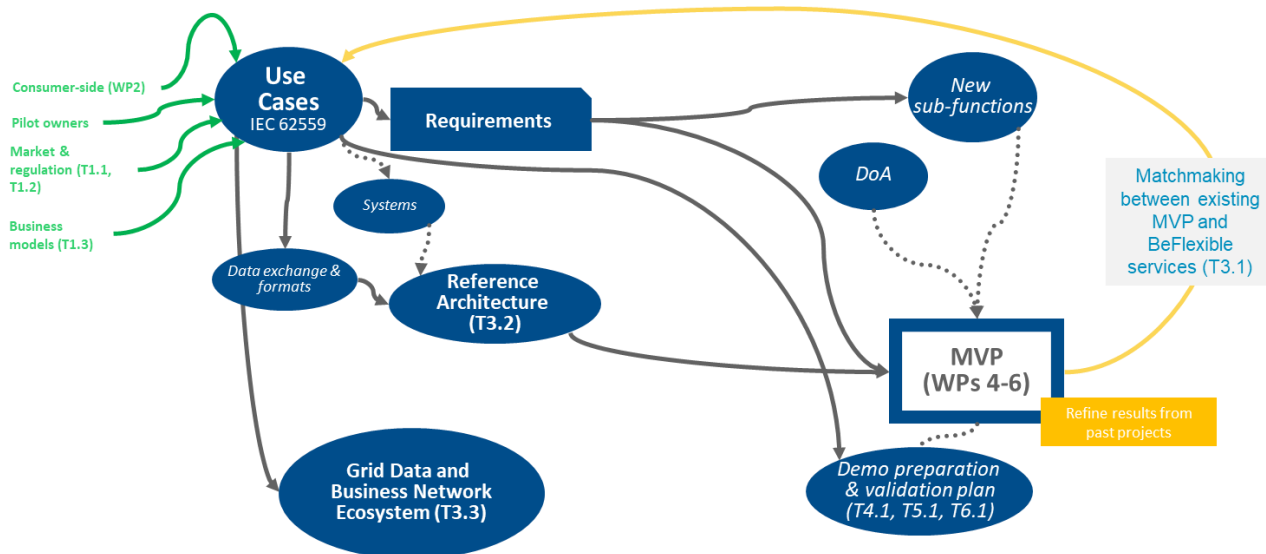 Use
Cases
IEC 62559
Consumer-side (WP2)
Pilot owners
Market &
regulation (T1.1,
T1.2)
Business
models (T1.3)
Requirements
New
sub-functions
DoA
Systems
Data exchange &
formats
Reference
Architecture
(T3.2)
Matchmaking
between existing
MVP and
BeFlexible
services (T3.1)
MVP
(WPs 4-6)
Refine results from
past projects
Grid Data and
Business Network
Ecosystem (T3.3)
Demo preparation
& validation plan
(T4.1, T5.1, T6.1)